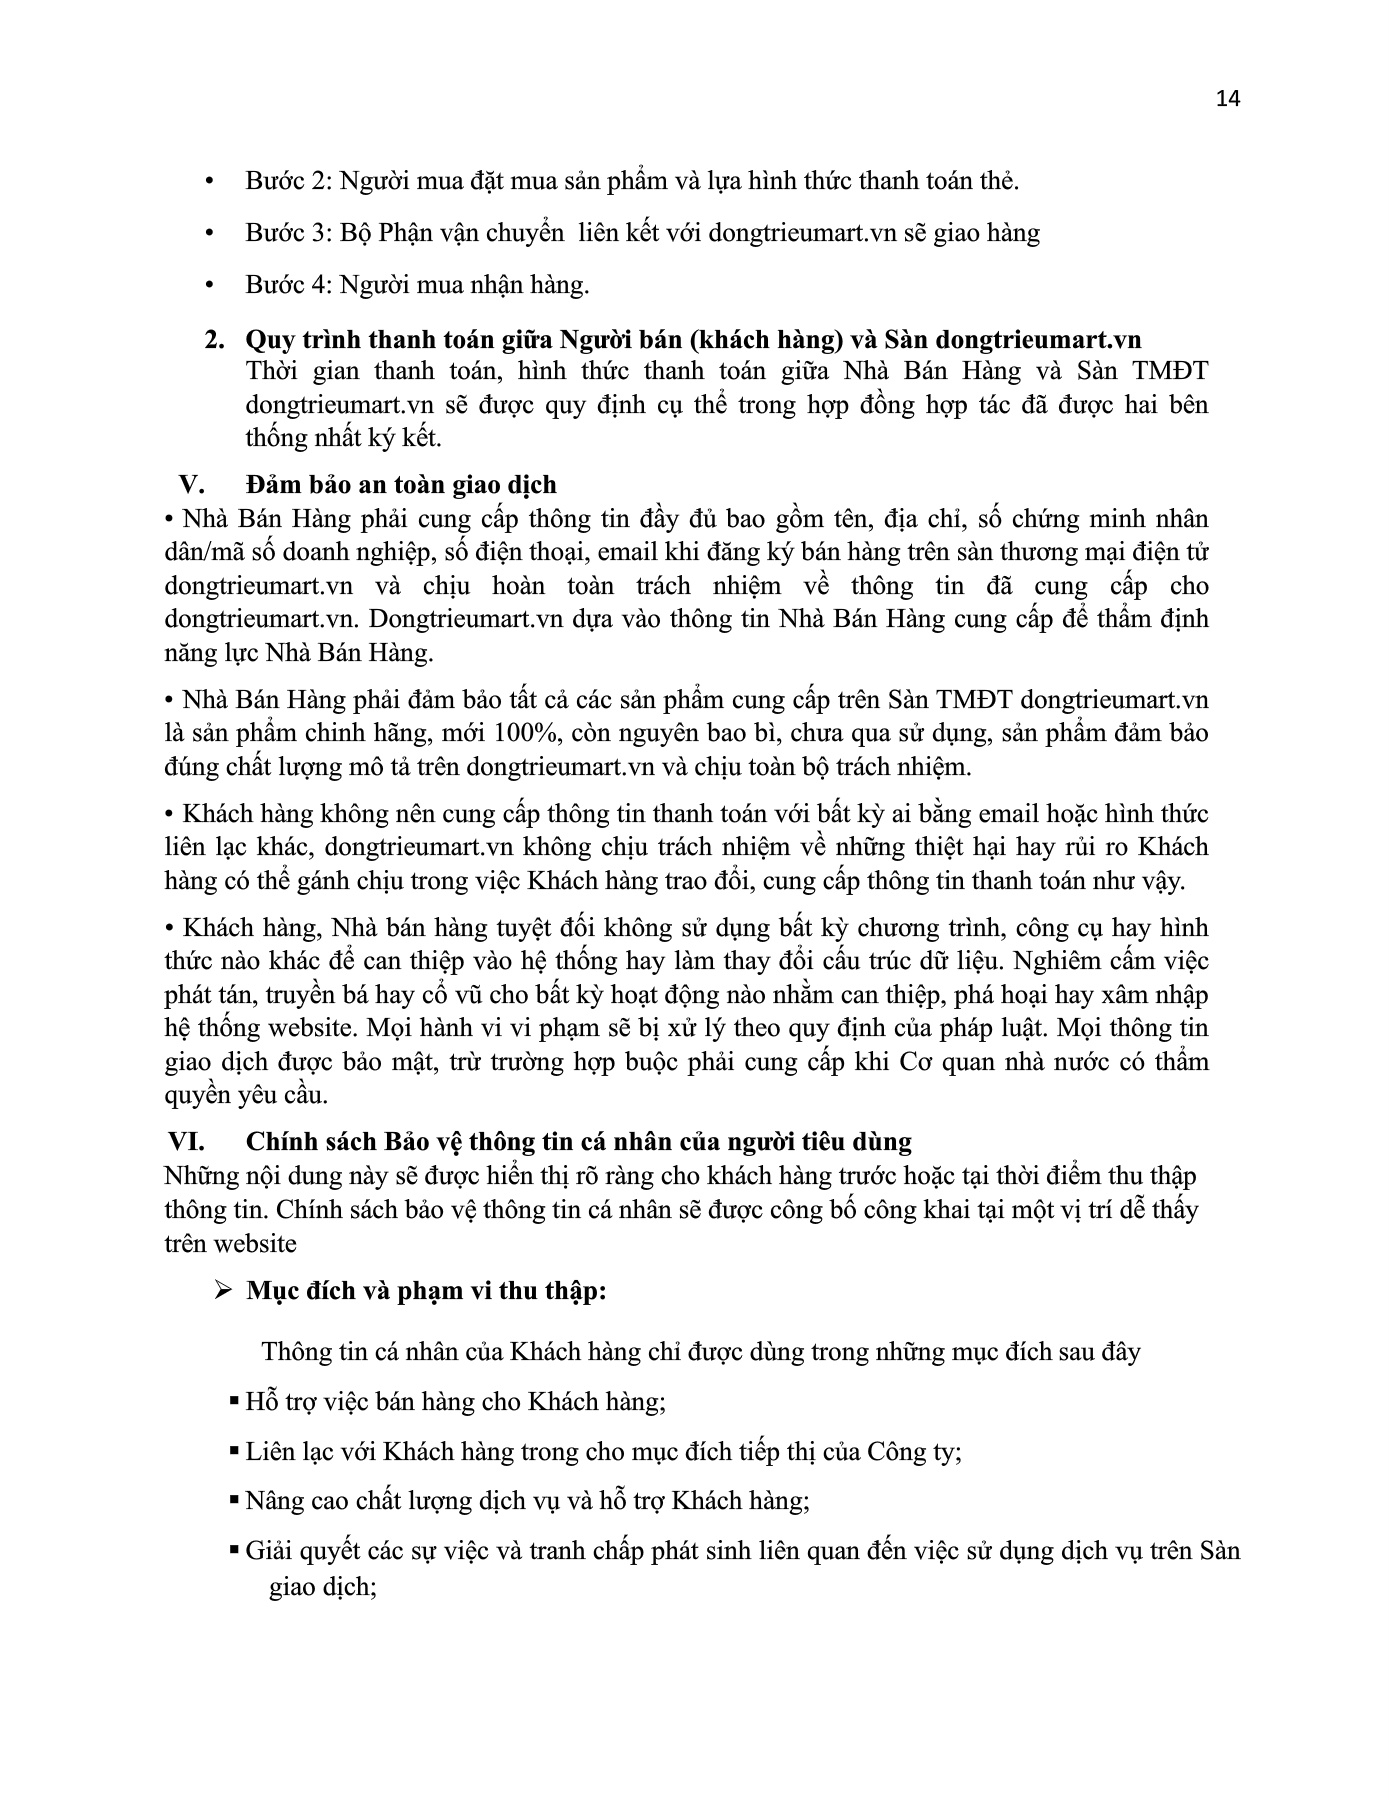 14
• Bước 2: Người mua đặt mua sản phẩm và lựa hình thức thanh toán thẻ.
• Bước 3: Bộ Phận vận chuyển  liên kết với dongtrieumart.vn sẽ giao hàng
• Bước 4: Người mua nhận hàng.
2. Quy trình thanh toán giữa Người bán (khách hàng) và Sàn dongtrieumart.vn
Thời gian thanh toán, hình thức thanh toán giữa Nhà Bán Hàng và Sàn TMĐT
dongtrieumart.vn sẽ được quy định cụ thể trong hợp đồng hợp tác đã được hai bên
thống nhất ký kết.
V. Đảm bảo an toàn giao dịch
• Nhà Bán Hàng phải cung cấp thông tin đầy đủ bao gồm tên, địa chỉ, số chứng minh nhân
dân/mã số doanh nghiệp, số điện thoại, email khi đăng ký bán hàng trên sàn thương mại điện tử
dongtrieumart.vn và chịu hoàn toàn trách nhiệm về thông tin đã cung cấp cho
dongtrieumart.vn. Dongtrieumart.vn dựa vào thông tin Nhà Bán Hàng cung cấp để thẩm định
năng lực Nhà Bán Hàng.
• Nhà Bán Hàng phải đảm bảo tất cả các sản phẩm cung cấp trên Sàn TMĐT dongtrieumart.vn
là sản phẩm chinh hãng, mới 100%, còn nguyên bao bì, chưa qua sử dụng, sản phẩm đảm bảo
đúng chất lượng mô tả trên dongtrieumart.vn và chịu toàn bộ trách nhiệm.
• Khách hàng không nên cung cấp thông tin thanh toán với bất kỳ ai bằng email hoặc hình thức
liên lạc khác, dongtrieumart.vn không chịu trách nhiệm về những thiệt hại hay rủi ro Khách
hàng có thể gánh chịu trong việc Khách hàng trao đổi, cung cấp thông tin thanh toán như vậy.
• Khách hàng, Nhà bán hàng tuyệt đối không sử dụng bất kỳ chương trình, công cụ hay hình
thức nào khác để can thiệp vào hệ thống hay làm thay đổi cấu trúc dữ liệu. Nghiêm cấm việc
phát tán, truyền bá hay cổ vũ cho bất kỳ hoạt động nào nhằm can thiệp, phá hoại hay xâm nhập
hệ thống website. Mọi hành vi vi phạm sẽ bị xử lý theo quy định của pháp luật. Mọi thông tin
giao dịch được bảo mật, trừ trường hợp buộc phải cung cấp khi Cơ quan nhà nước có thẩm
quyền yêu cầu.
VI. Chính sách Bảo vệ thông tin cá nhân của người tiêu dùng
Những nội dung này sẽ được hiển thị rõ ràng cho khách hàng trước hoặc tại thời điểm thu thập
thông tin. Chính sách bảo vệ thông tin cá nhân sẽ được công bố công khai tại một vị trí dễ thấy
trên website
➢ Mục đích và phạm vi thu thập:
Thông tin cá nhân của Khách hàng chỉ được dùng trong những mục đích sau đây
▪ Hỗ trợ việc bán hàng cho Khách hàng;
▪ Liên lạc với Khách hàng trong cho mục đích tiếp thị của Công ty;
▪ Nâng cao chất lượng dịch vụ và hỗ trợ Khách hàng;
▪ Giải quyết các sự việc và tranh chấp phát sinh liên quan đến việc sử dụng dịch vụ trên Sàn
giao dịch;